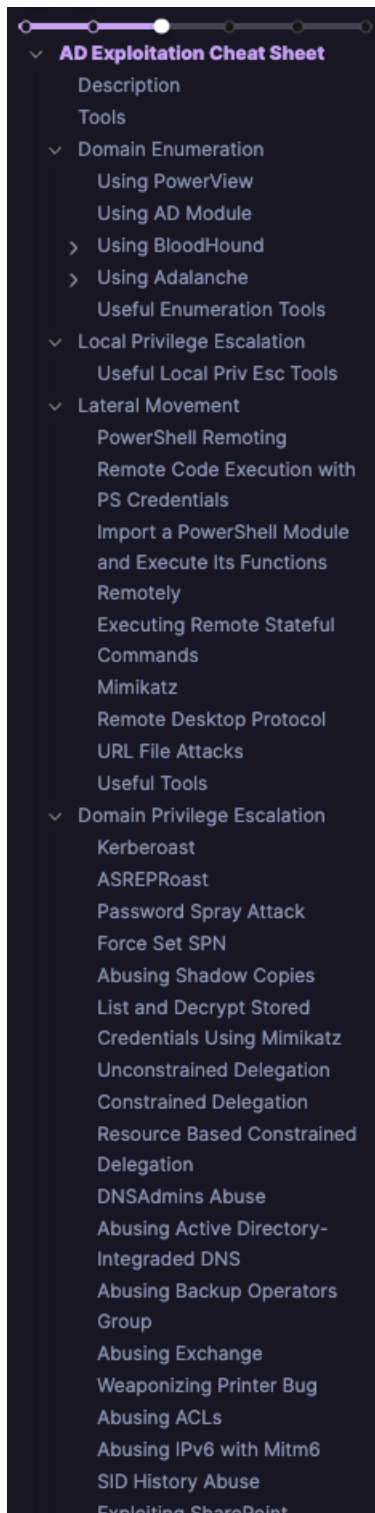 AD Exploitation Cheat Sheet
Description
Tools
Domain Enumeration
Using PowerView
Using AD Module
Using BloodHound
Using Adalanche
Useful Enumeration Tools
Local Privilege Escalation
Useful Local Priv Esc Tools
Lateral Movement
PowerShell Remoting
Remote Code Execution with
PS Credentials
Import a PowerShell Module
and Execute Its Functions
Remotely
Executing Remote Stateful
Commands
Mimikatz
Remote Desktop Protocol
URL File Attacks
Useful Tools
Domain Privilege Escalation
Kerberoast
ASREPRoast
Password Spray Attack
Force Set SPN
Abusing Shadow Copies
List and Decrypt Stored
Credentials Using Mimikatz
Unconstrained Delegation
Constrained Delegation
Resource Based Constrained
Delegation
DNSAdmins Abuse
Abusing Active Directory-
Integraded DNS
Abusing Backup Operators
Group
Abusing Exchange
Weaponizing Printer Bug
Abusing ACLs
Abusing IPv6 with Mitm6
SID History Abuse
Exploiting SharePoint